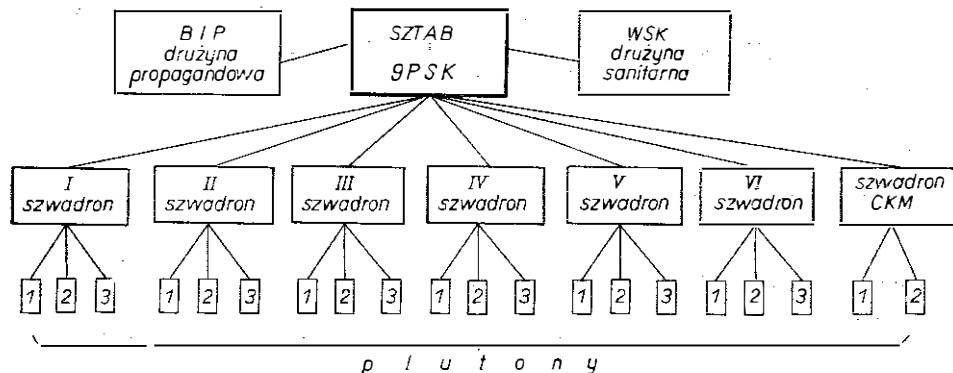 B I P
drużyna
propagandowa
SZTAB
9PSK
WSK
drużyna
sanitarna
I
szwadron
II
szwadron
III
szwadron
IV
szwadron
V
szwadron
VI
szwadron
szwadron
CKM
1 2 3
1 2 3
1 2 3
1 2 3
1 2 3
1 2 3
1 2
p l u t o n y